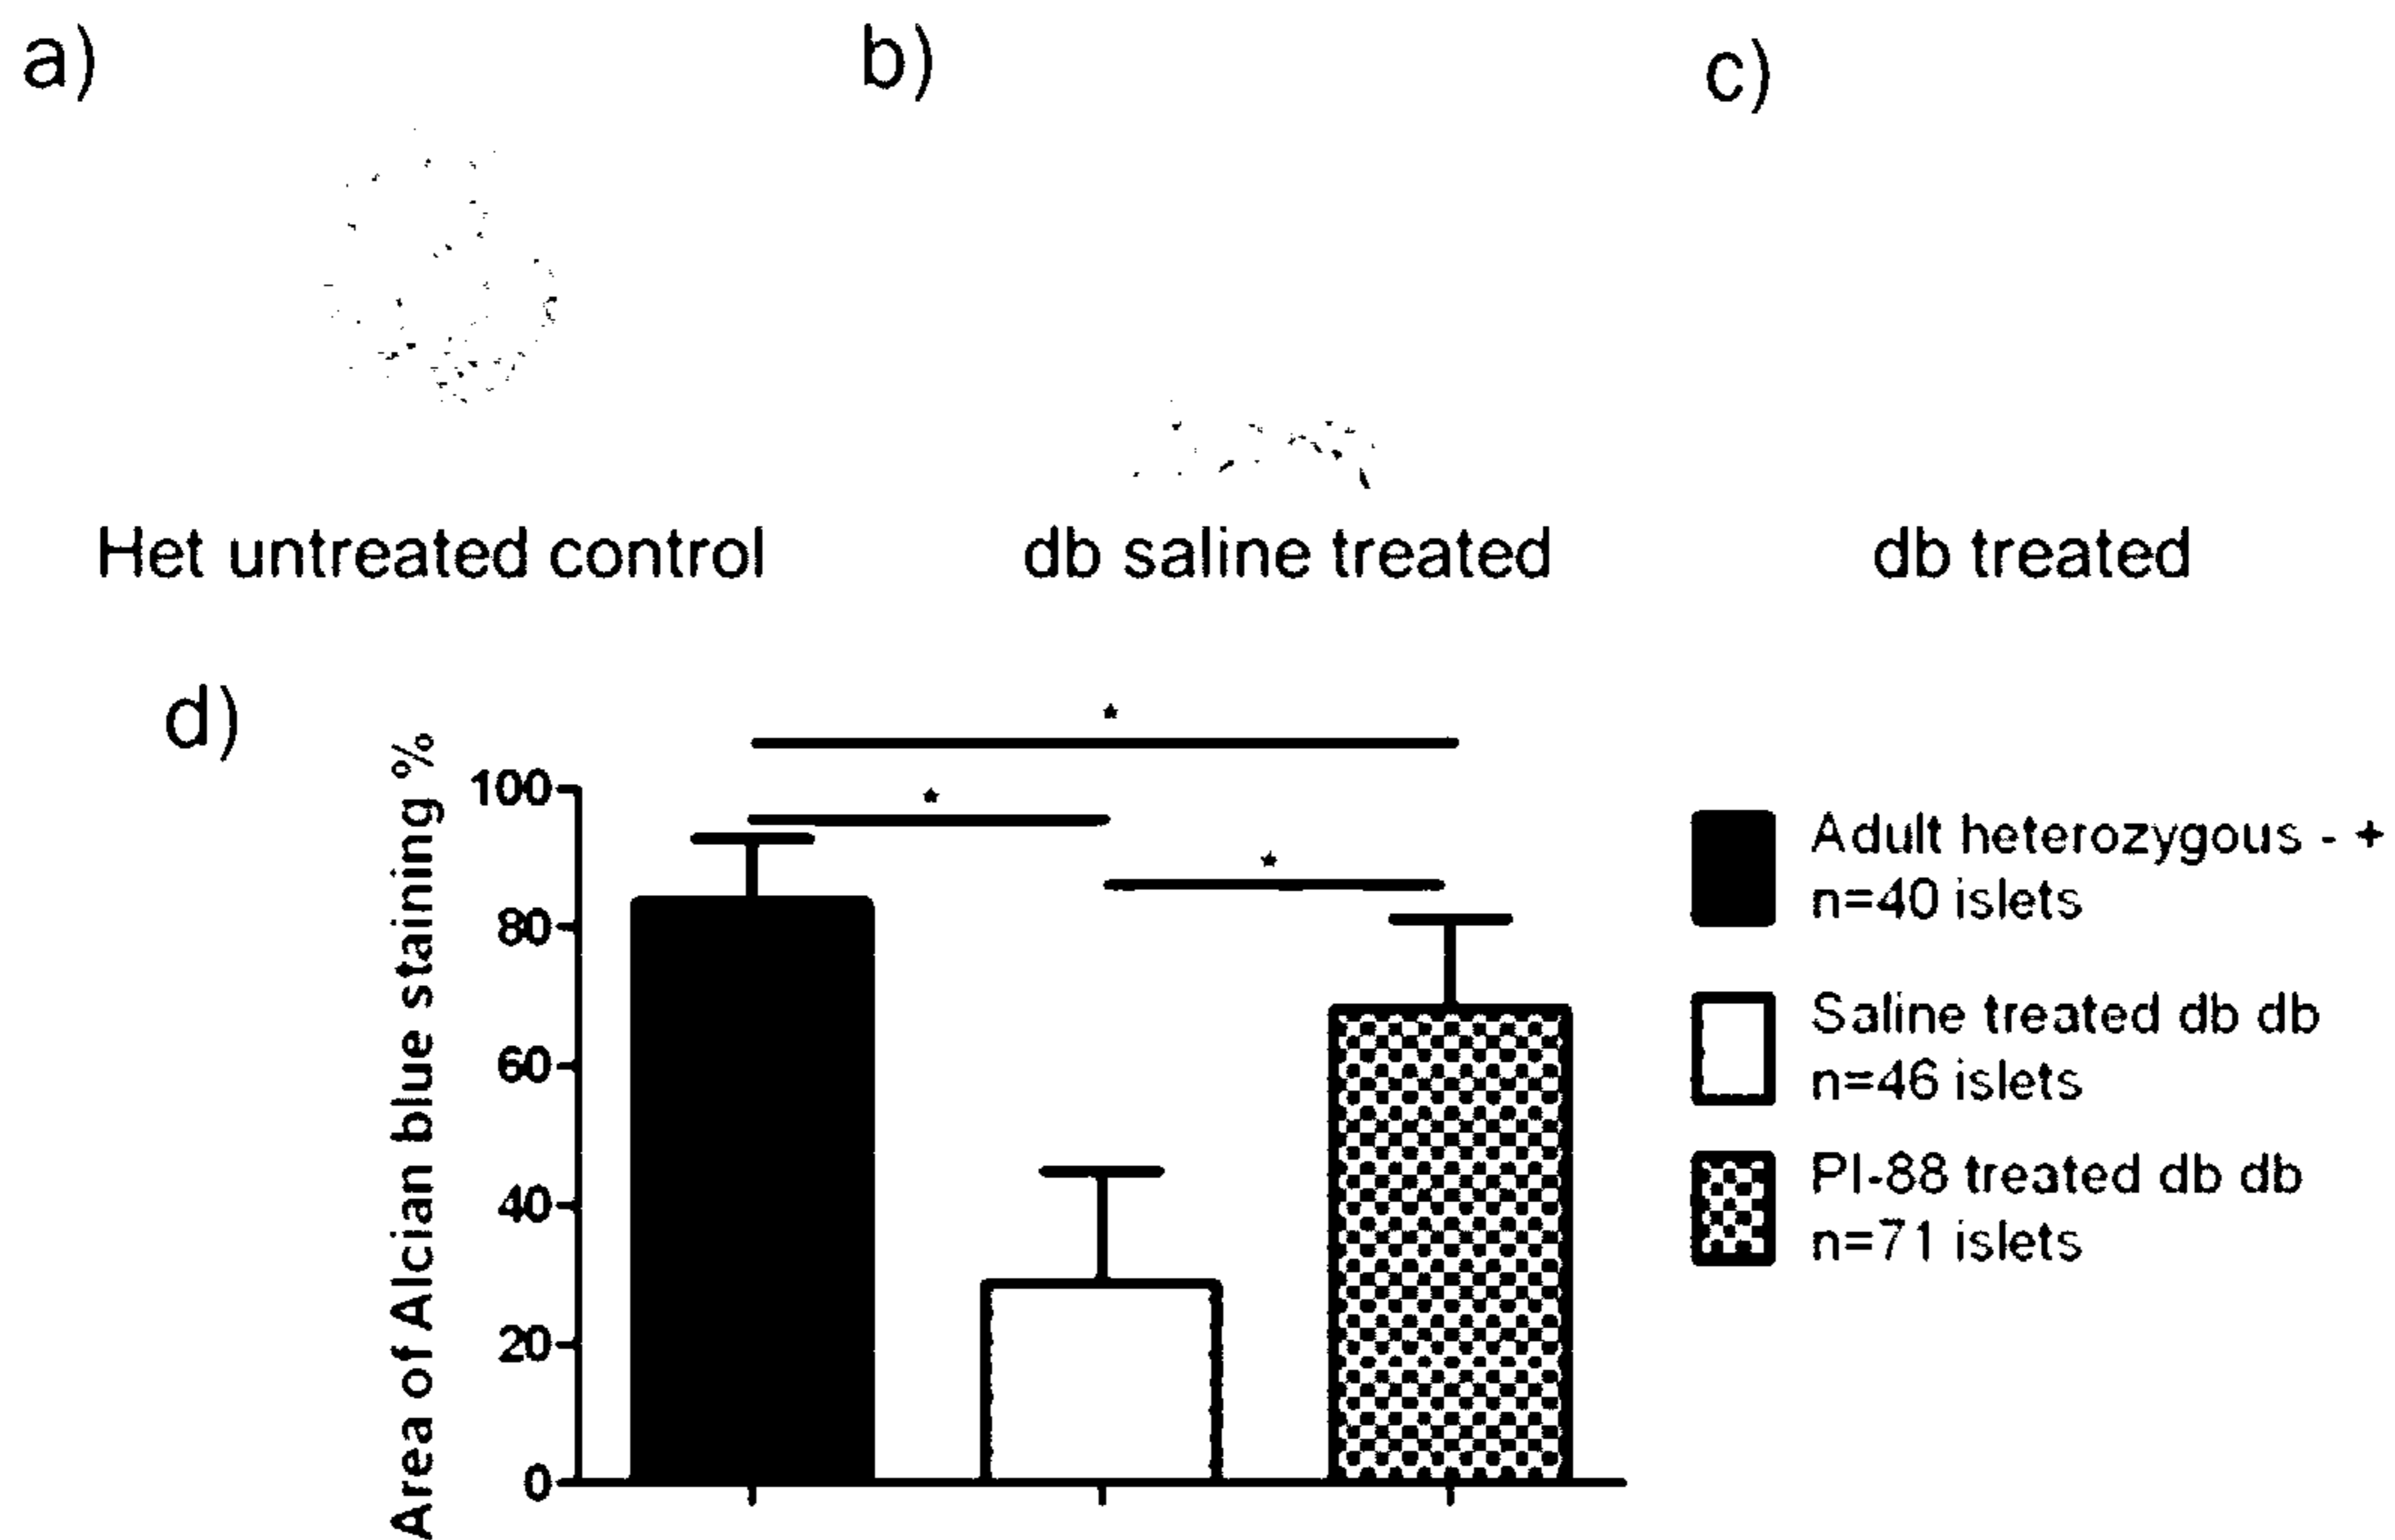 a)
b)
c)
Het untreated control
db saline treated
db treated
d)
Area of Alcian blue staining %
100
80
60
40
20
0
*
*
*
Adult heterozygous - +
n=40 islets
Saline treated db db
n=46 islets
PI-88 treated db db
n=71 islets